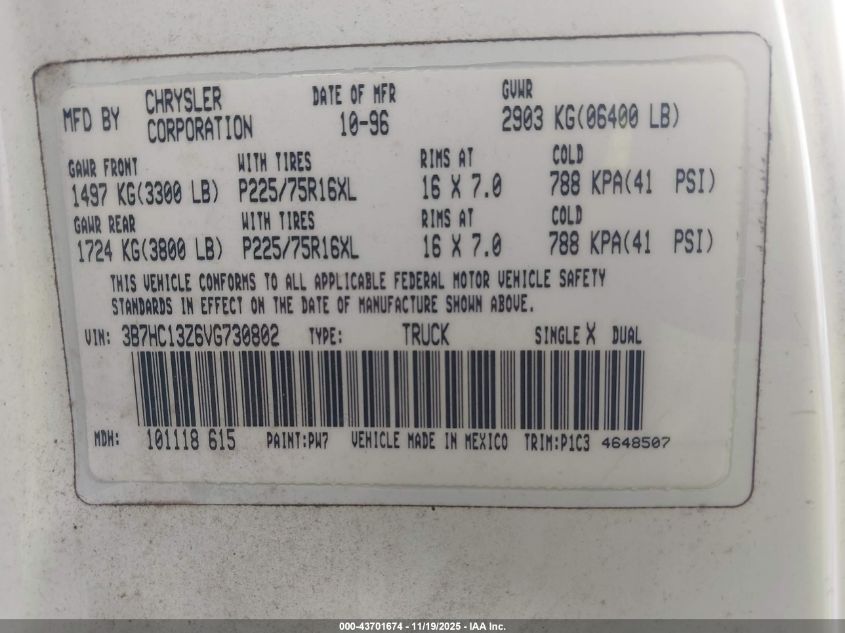 MFD BY CHRYSLER CORPORATION DATE OF MFR 10-96 GVWR 2903 KG(06400 LB)
GAWR FRONT WITH TIRES RIMS AT COLD
1497 KG(3300 LB) P225/75R16XL 16 X 7.0 788 KPA(41 PSI)
GAWR REAR WITH TIRES RIMS AT COLD
1724 KG(3800 LB) P225/75R16XL 16 X 7.0 788 KPA(41 PSI)
THIS VEHICLE CONFORMS TO ALL APPLICABLE FEDERAL MOTOR VEHICLE SAFETY
STANDARDS IN EFFECT ON THE DATE OF MANUFACTURE SHOWN ABOVE.
VIN: 3B7HC13Z6VG730802 TYPE: TRUCK SINGLE X DUAL
MDH: 101118 615 PAINT:PW7 VEHICLE MADE IN MEXICO TRIM:P1C3 4648507
000-43701674 - 11/19/2025 - IAA Inc.